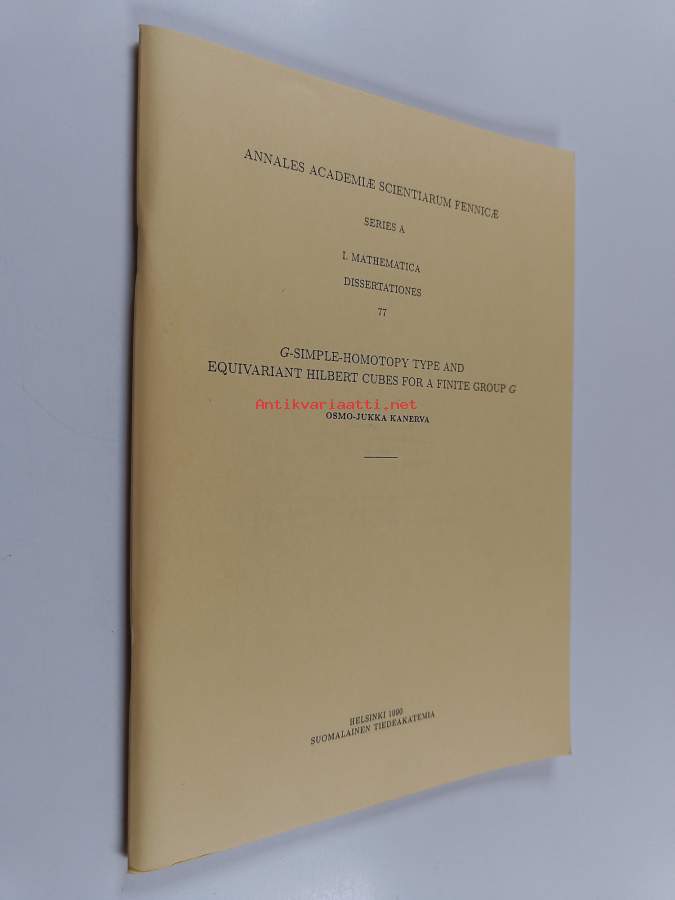 ANNALES ACADEMIÆ SCIENTIARUM FENNICÆ
SERIES A
I. MATHEMATICA
DISSERTATIONES
77
G-SIMPLE-HOMOTOPY TYPE AND
EQUIVARIANT HILBERT CUBES FOR A FINITE GROUP G
Antikvariaatti.net
OSMO-JUKKA KANERVA
HELSINKI 1990
SUOMALAINEN TIEDEAKATEMIA